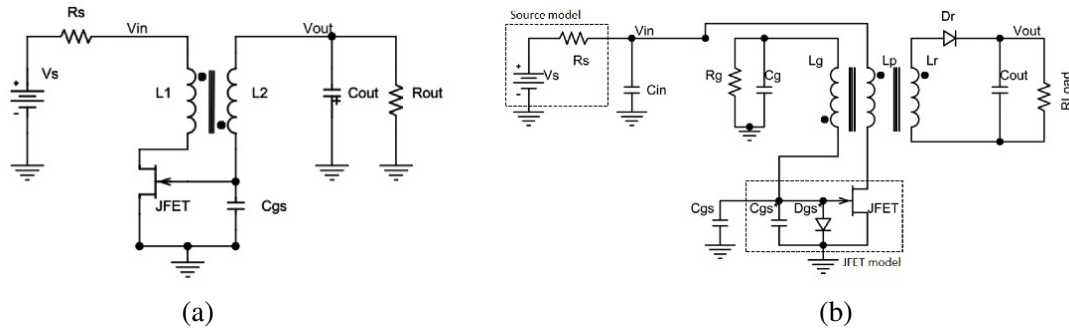 Rs
Vin
Vout
Vs
+
-
L1
L2
Cout
+
Rout
JFET
Cgs
(a)
Source model
Vin
Dr
Vout
Rs
+
Vs
-
Cin
Rg
Cg
Lg
Lp
Lr
Cout
RLoad
Cgs
Cgs'
Dgs'
JFET
JFET model
(b)